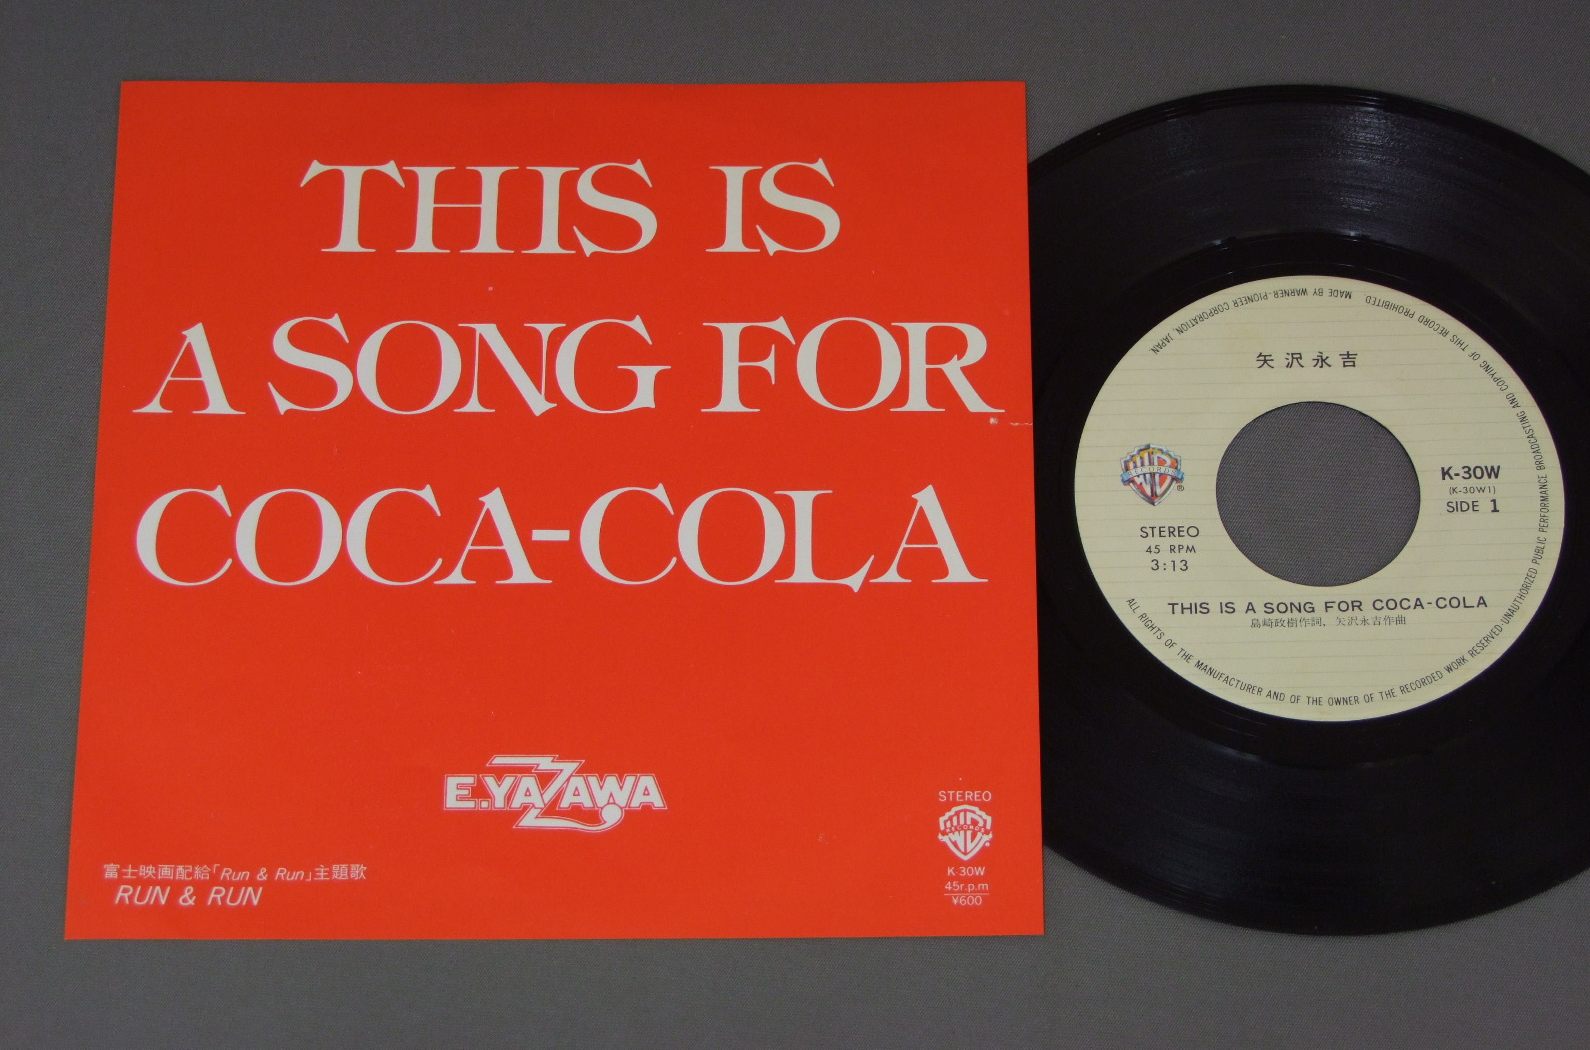 THIS IS
A SONG FOR
COCA-COLA
E.YAZAWA
富士映画配給「Run & Run」主題歌
RUN & RUN
STEREO
WB
RECORDS
K-30W
45r.p.m
¥600
矢沢永吉
WB
RECORDS
®
STEREO
45 RPM
3:13
K-30W
(K-30W1)
SIDE 1
THIS IS A SONG FOR COCA-COLA
島崎政樹作詞、矢沢永吉作曲
ALL RIGHTS OF THE MANUFACTURER AND OF THE OWNER OF THE RECORDED WORK RESERVED·UNAUTHORIZED PUBLIC PERFORMANCE BROADCASTING AND COPYING OF THIS RECORD PROHIBITED
MADE BY WARNER-PIONEER CORPORATION, JAPAN.